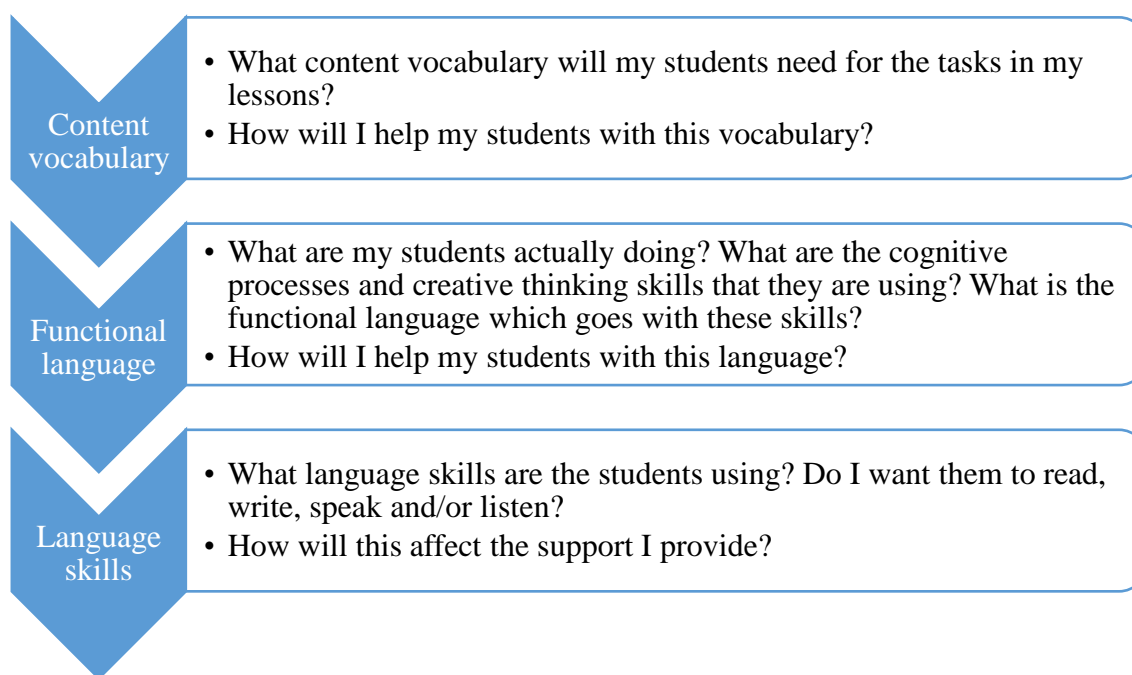 Content
vocabulary
• What content vocabulary will my students need for the tasks in my
lessons?
• How will I help my students with this vocabulary?
Functional
language
• What are my students actually doing? What are the cognitive
processes and creative thinking skills that they are using? What is the
functional language which goes with these skills?
• How will I help my students with this language?
Language
skills
• What language skills are the students using? Do I want them to read,
write, speak and/or listen?
• How will this affect the support I provide?